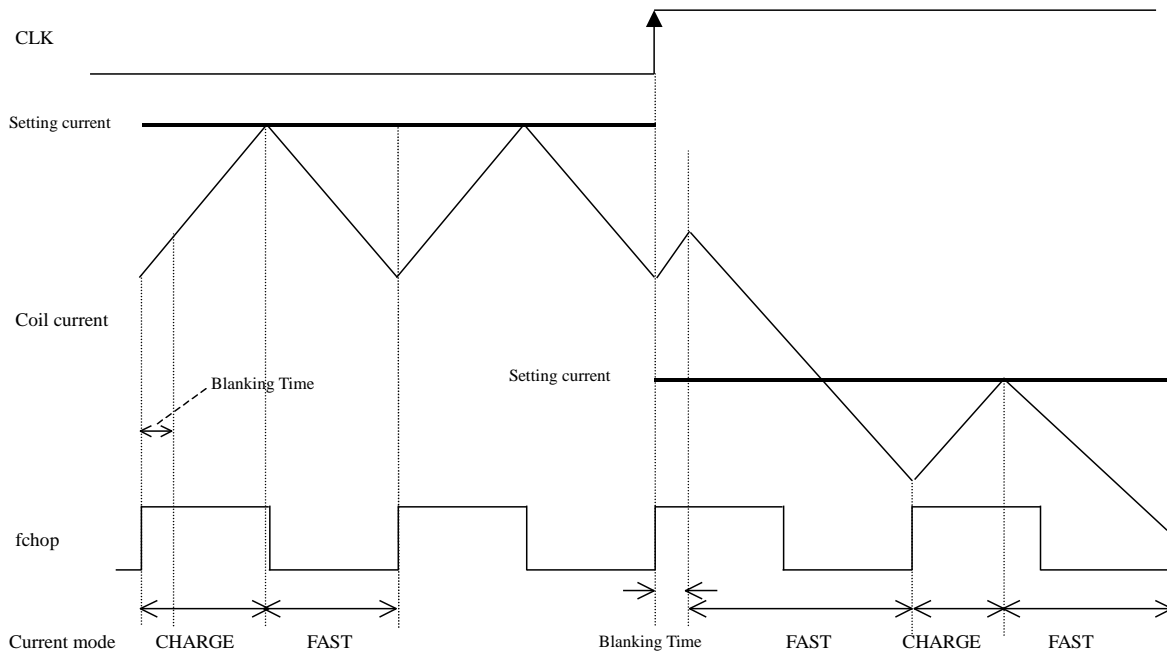 CLK
Setting current
Coil current
Setting current
Blanking Time
fchop
Current mode
CHARGE
FAST
Blanking Time
FAST
CHARGE
FAST